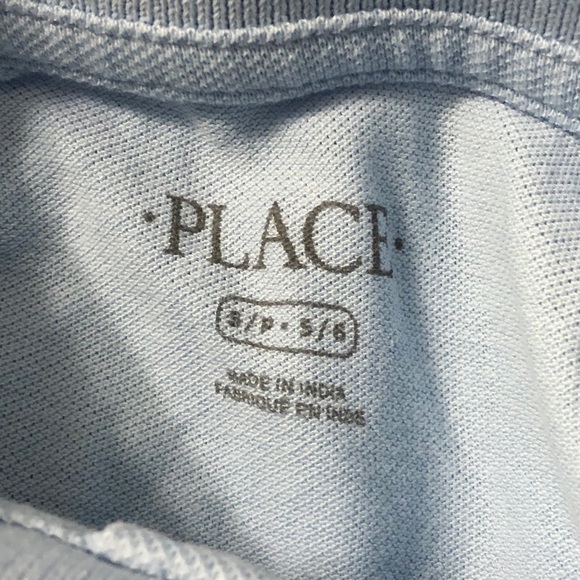 ·PLACE·
S/P · 5/6
MADE IN INDIA
FABRIQUÉ EN INDE